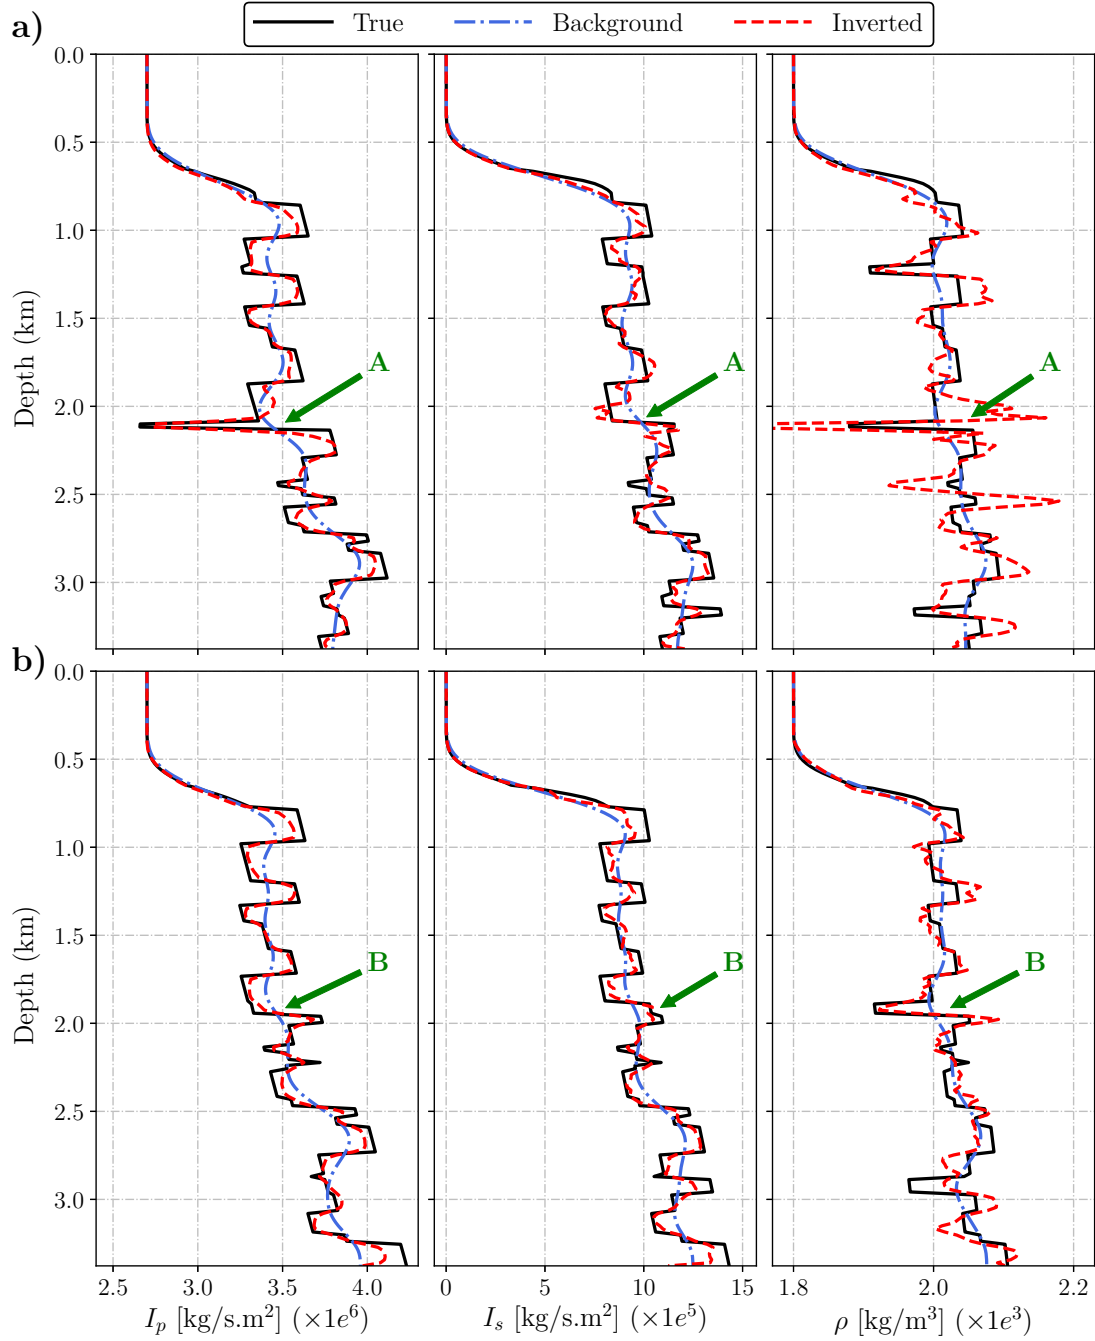 a)
True Background Inverted
0.0
0.5
1.0
1.5
2.0
2.5
3.0
Depth (km)
A A A
b)
0.0
0.5
1.0
1.5
2.0
2.5
3.0
Depth (km)
B B B
2.5 3.0 3.5 4.0
0 5 10 15
1.8 2.0 2.2
I_p [kg/s.m²] (×1e⁶)
I_s [kg/s.m²] (×1e⁵)
ρ [kg/m³] (×1e³)